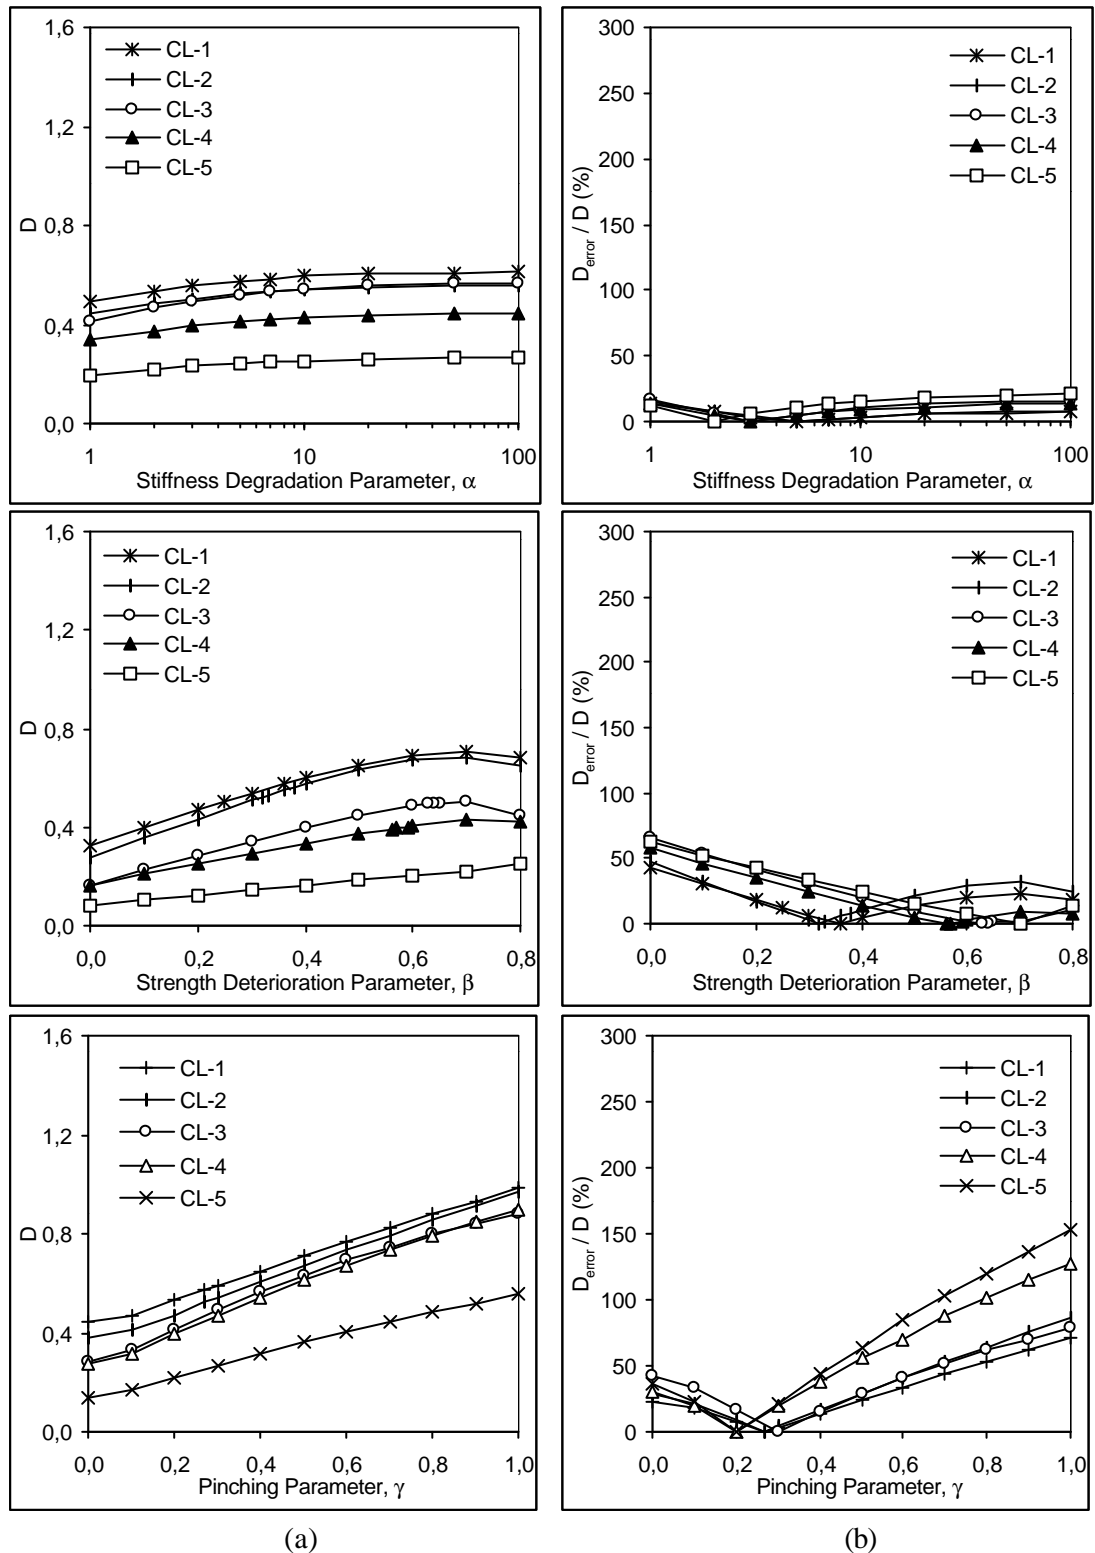 1,6
1,2
0,8
0,4
0,0
D
CL-1
CL-2
CL-3
CL-4
CL-5
1 10 100
Stiffness Degradation Parameter, α
300
250
200
150
100
50
0
D_error / D (%)
CL-1
CL-2
CL-3
CL-4
CL-5
1 10 100
Stiffness Degradation Parameter, α
1,6
1,2
0,8
0,4
0,0
D
CL-1
CL-2
CL-3
CL-4
CL-5
0,0 0,2 0,4 0,6 0,8
Strength Deterioration Parameter, β
300
250
200
150
100
50
0
D_error / D (%)
CL-1
CL-2
CL-3
CL-4
CL-5
0,0 0,2 0,4 0,6 0,8
Strength Deterioration Parameter, β
1,6
1,2
0,8
0,4
0,0
D
CL-1
CL-2
CL-3
CL-4
CL-5
0,0 0,2 0,4 0,6 0,8 1,0
Pinching Parameter, γ
300
250
200
150
100
50
0
D_error / D (%)
CL-1
CL-2
CL-3
CL-4
CL-5
0,0 0,2 0,4 0,6 0,8 1,0
Pinching Parameter, γ
(a)
(b)